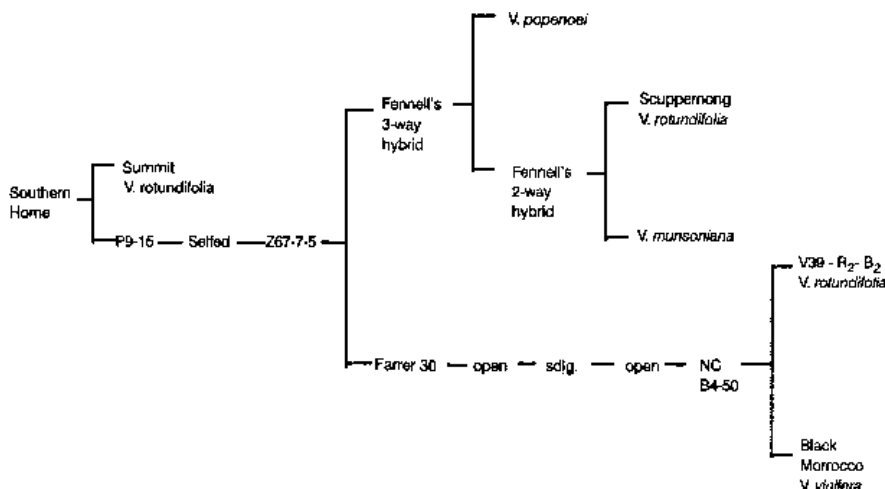 V. popenoei
Fennell's
3-way
hybrid
Scuppernong
V. rotundifolia
Summit
V. rotundifolia
Southern
Home
Fennell's
2-way
hybrid
P9-15 — Selfed — Z67-7-5
V. munsoniana
V39 - R2- B2
V. rotundifolia
Farrer 30 — open — sdlg. — open — NC
B4-50
Black
Morrocco
V. vinifera